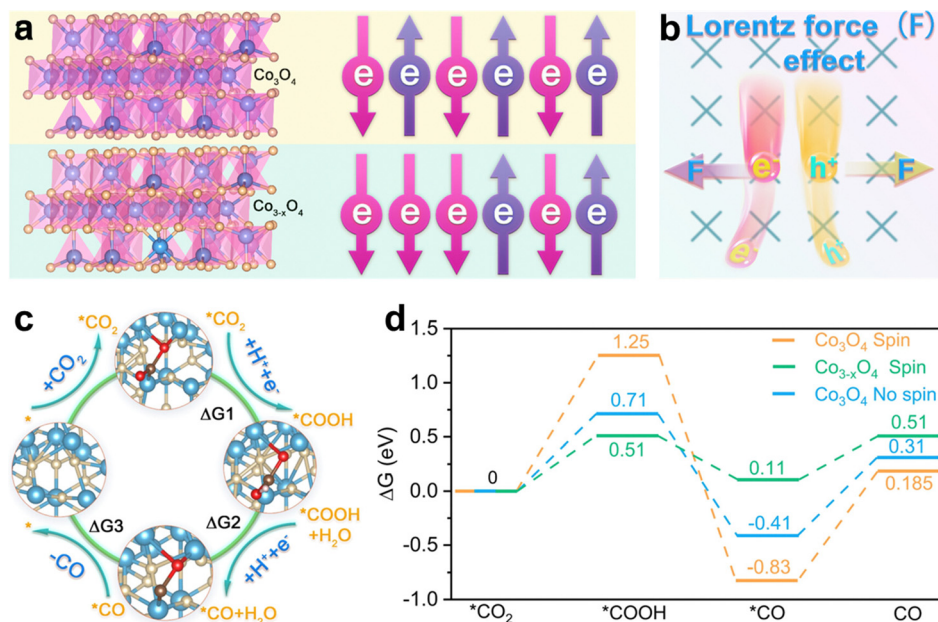 a
Co₃O₄
e e e e e e
Co₃₋ₓO₄
e e e e e e
b
Lorentz force (F)
effect
F e⁻ h⁺ F
e⁻ h⁺
c
*CO₂ *CO₂
+CO₂ +H⁺+e⁻
ΔG1
* *COOH
ΔG3 ΔG2
* *COOH
+H₂O
-CO +H⁺+e⁻
*CO *CO+H₂O
d
ΔG (eV)
1.5
1.0
0.5
0.0
-0.5
-1.0
Co₃O₄ Spin
Co₃₋ₓO₄ Spin
Co₃O₄ No spin
0
1.25
0.71
0.51
0.11
-0.41
-0.83
0.51
0.31
0.185
*CO₂ *COOH *CO CO